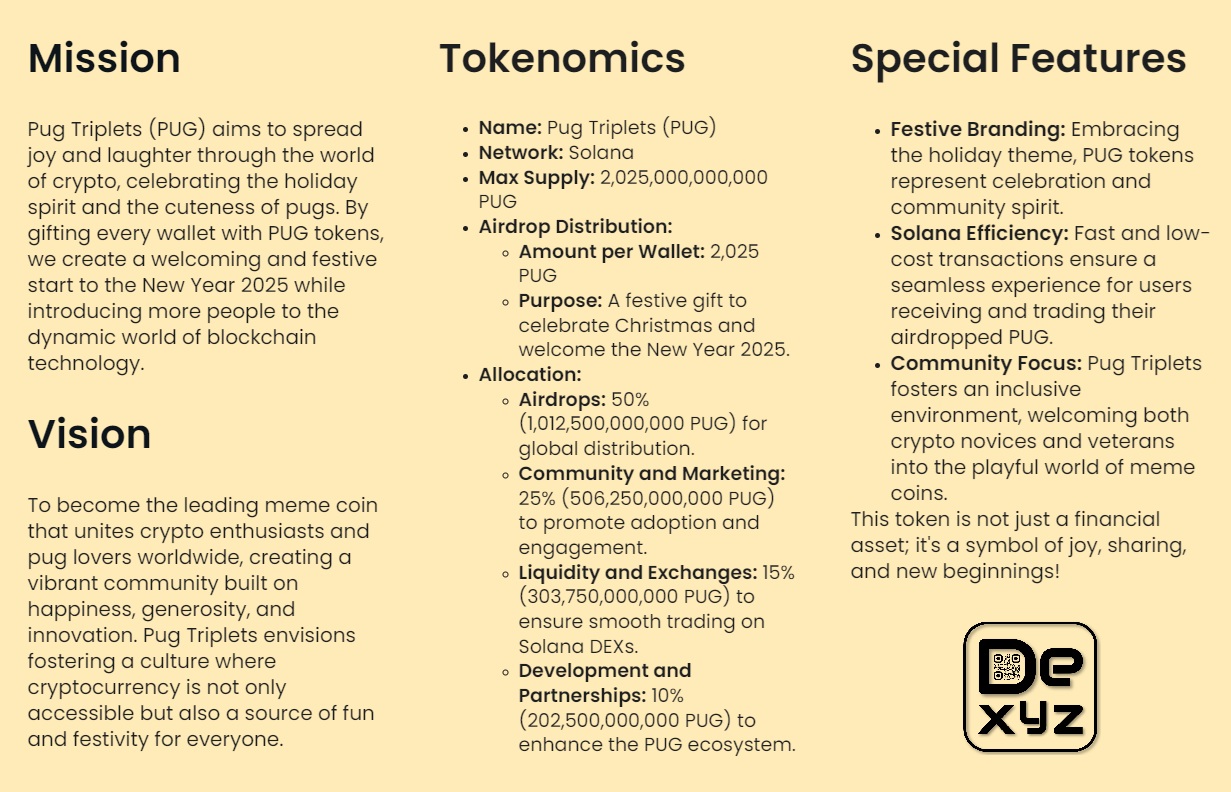 Mission
Pug Triplets (PUG) aims to spread
joy and laughter through the world
of crypto, celebrating the holiday
spirit and the cuteness of pugs. By
gifting every wallet with PUG tokens,
we create a welcoming and festive
start to the New Year 2025 while
introducing more people to the
dynamic world of blockchain
technology.
Vision
To become the leading meme coin
that unites crypto enthusiasts and
pug lovers worldwide, creating a
vibrant community built on
happiness, generosity, and
innovation. Pug Triplets envisions
fostering a culture where
cryptocurrency is not only
accessible but also a source of fun
and festivity for everyone.
Tokenomics
• Name: Pug Triplets (PUG)
• Network: Solana
• Max Supply: 2,025,000,000,000
PUG
• Airdrop Distribution:
◦ Amount per Wallet: 2,025
PUG
◦ Purpose: A festive gift to
celebrate Christmas and
welcome the New Year 2025.
• Allocation:
◦ Airdrops: 50%
(1,012,500,000,000 PUG) for
global distribution.
◦ Community and Marketing:
25% (506,250,000,000 PUG)
to promote adoption and
engagement.
◦ Liquidity and Exchanges: 15%
(303,750,000,000 PUG) to
ensure smooth trading on
Solana DEXs.
◦ Development and
Partnerships: 10%
(202,500,000,000 PUG) to
enhance the PUG ecosystem.
Special Features
• Festive Branding: Embracing
the holiday theme, PUG tokens
represent celebration and
community spirit.
• Solana Efficiency: Fast and low-
cost transactions ensure a
seamless experience for users
receiving and trading their
airdropped PUG.
• Community Focus: Pug Triplets
fosters an inclusive
environment, welcoming both
crypto novices and veterans
into the playful world of meme
coins.
This token is not just a financial
asset; it's a symbol of joy, sharing,
and new beginnings!
De
xyz